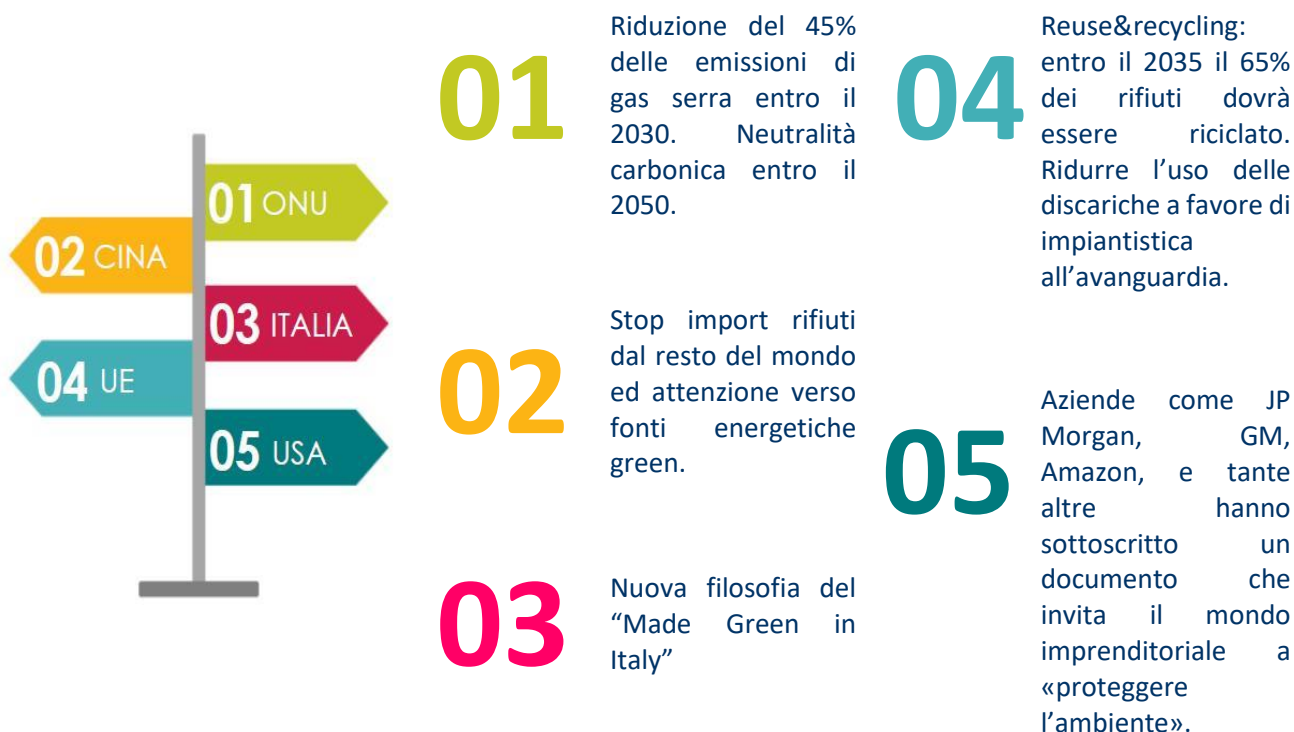 01 ONU
02 CINA
03 ITALIA
04 UE
05 USA
01
Riduzione del 45%
delle emissioni di
gas serra entro il
2030. Neutralità
carbonica entro il
2050.
02
Stop import rifiuti
dal resto del mondo
ed attenzione verso
fonti energetiche
green.
03
Nuova filosofia del
“Made Green in
Italy”
04
Reuse&recycling:
entro il 2035 il 65%
dei rifiuti dovrà
essere riciclato.
Ridurre l’uso delle
discariche a favore di
impiantistica
all’avanguardia.
05
Aziende come JP
Morgan, GM,
Amazon, e tante
altre hanno
sottoscritto un
documento che
invita il mondo
imprenditoriale a
«proteggere
l’ambiente».